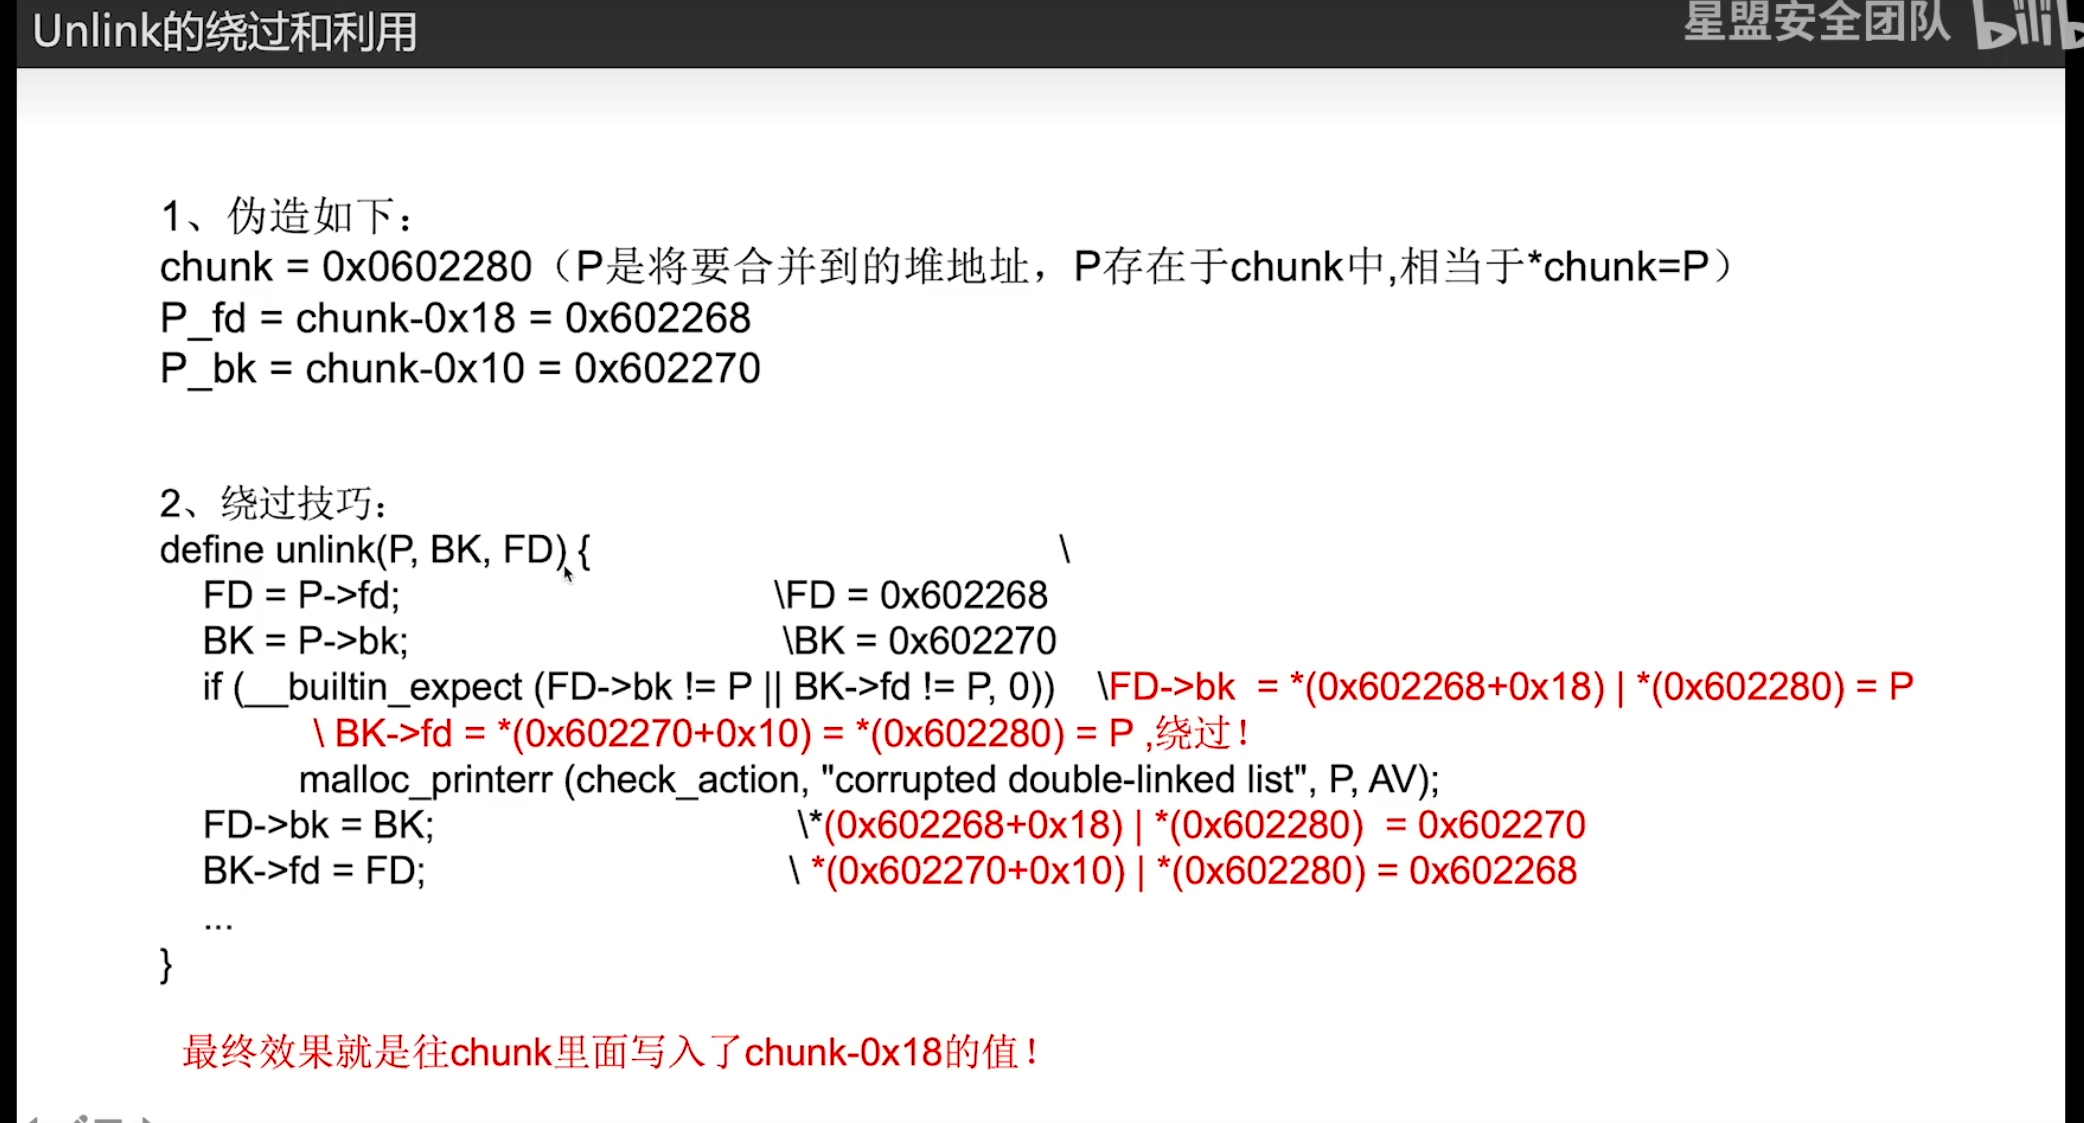 Unlink的绕过和利用
星盟安全团队 bilib
1、伪造如下：
chunk = 0x0602280（P是将要合并到的堆地址，P存在于chunk中,相当于*chunk=P）
P_fd = chunk-0x18 = 0x602268
P_bk = chunk-0x10 = 0x602270
2、绕过技巧：
define unlink(P, BK, FD) { \
FD = P->fd; \FD = 0x602268
BK = P->bk; \BK = 0x602270
if (__builtin_expect (FD->bk != P || BK->fd != P, 0)) \FD->bk = *(0x602268+0x18) | *(0x602280) = P
\ BK->fd = *(0x602270+0x10) = *(0x602280) = P ,绕过！
malloc_printerr (check_action, "corrupted double-linked list", P, AV);
FD->bk = BK; \*(0x602268+0x18) | *(0x602280) = 0x602270
BK->fd = FD; \ *(0x602270+0x10) | *(0x602280) = 0x602268
...
}
最终效果就是往chunk里面写入了chunk-0x18的值！